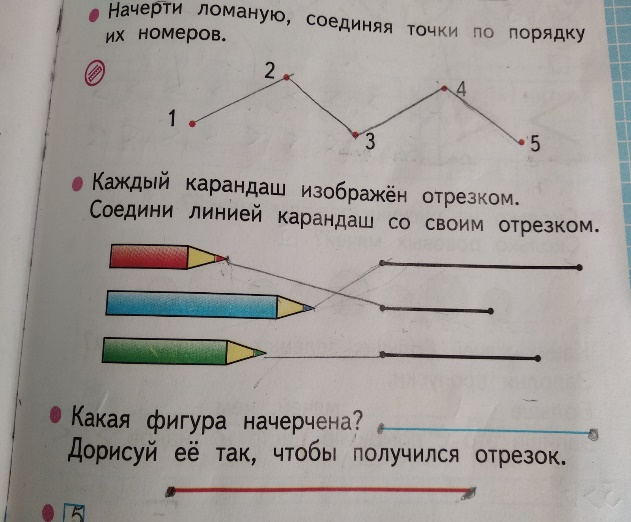 Начерти ломаную, соединяя точки по порядку
их номеров.
2
4
1
3
5
Каждый карандаш изображён отрезком.
Соедини линией карандаш со своим отрезком.
Какая фигура начерчена?
Дорисуй её так, чтобы получился отрезок.
5